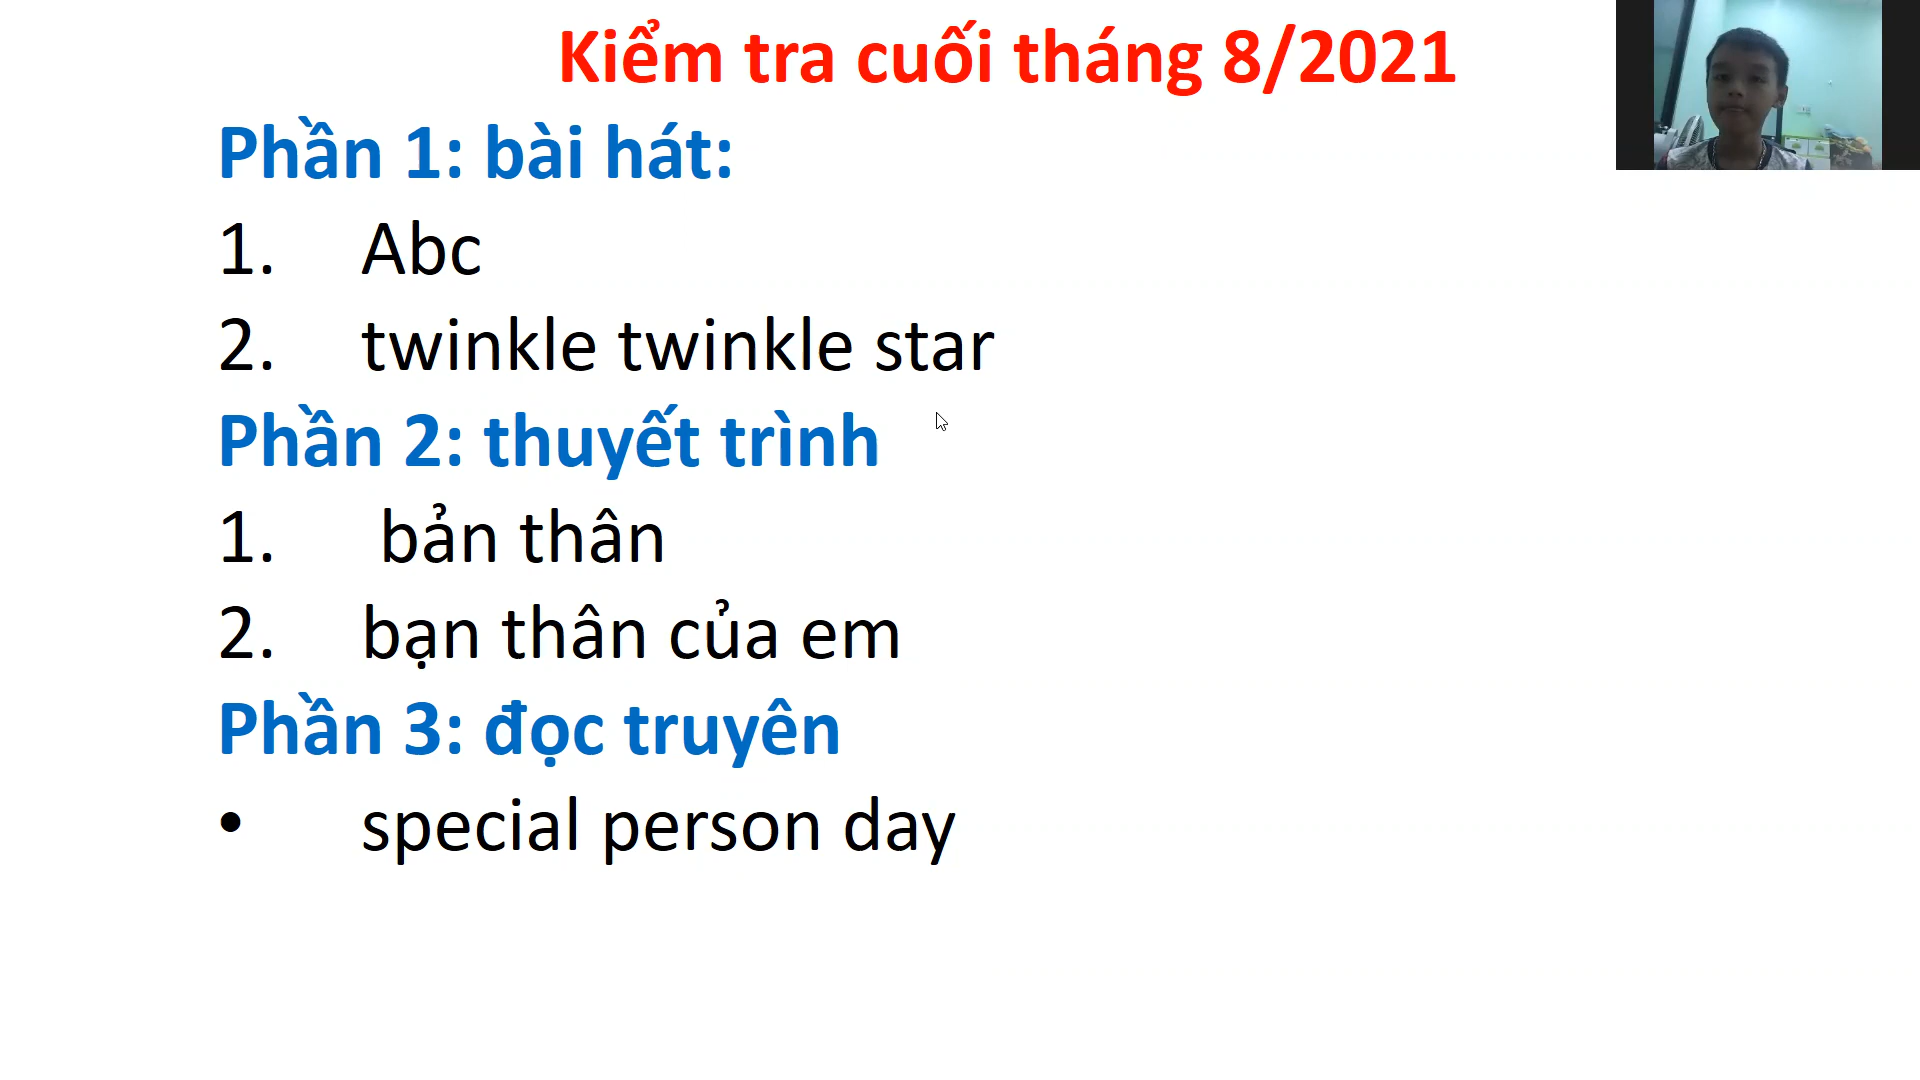 Kiểm tra cuối tháng 8/2021
Phần 1: bài hát:
1. Abc
2. twinkle twinkle star
Phần 2: thuyết trình
1. bản thân
2. bạn thân của em
Phần 3: đọc truyên
• special person day